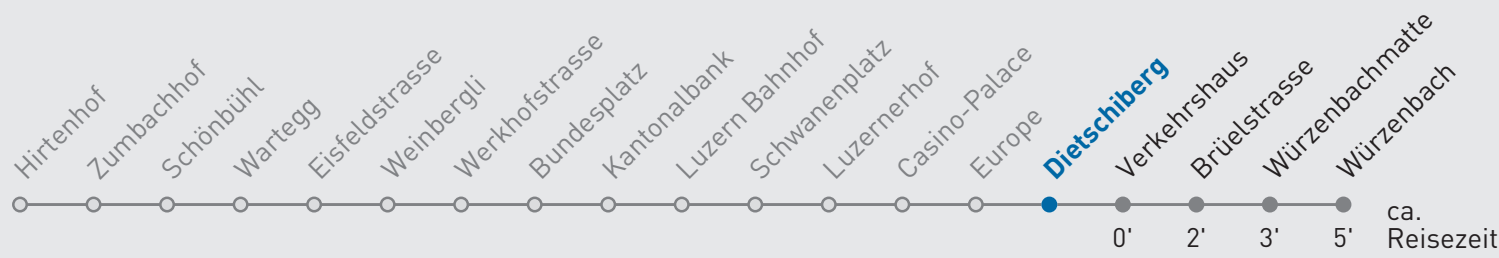 Hirtenhof
Zumbachhof
Schönbühl
Wartegg
Eisfeldstrasse
Weinbergli
Werkhofstrasse
Bundesplatz
Kantonalbank
Luzern Bahnhof
Schwanenplatz
Luzernerhof
Casino-Palace
Europe
Dietschiberg
Verkehrshaus
Brüelstrasse
Würzenbachmatte
Würzenbach
0' 2' 3' 5'
ca.
Reisezeit